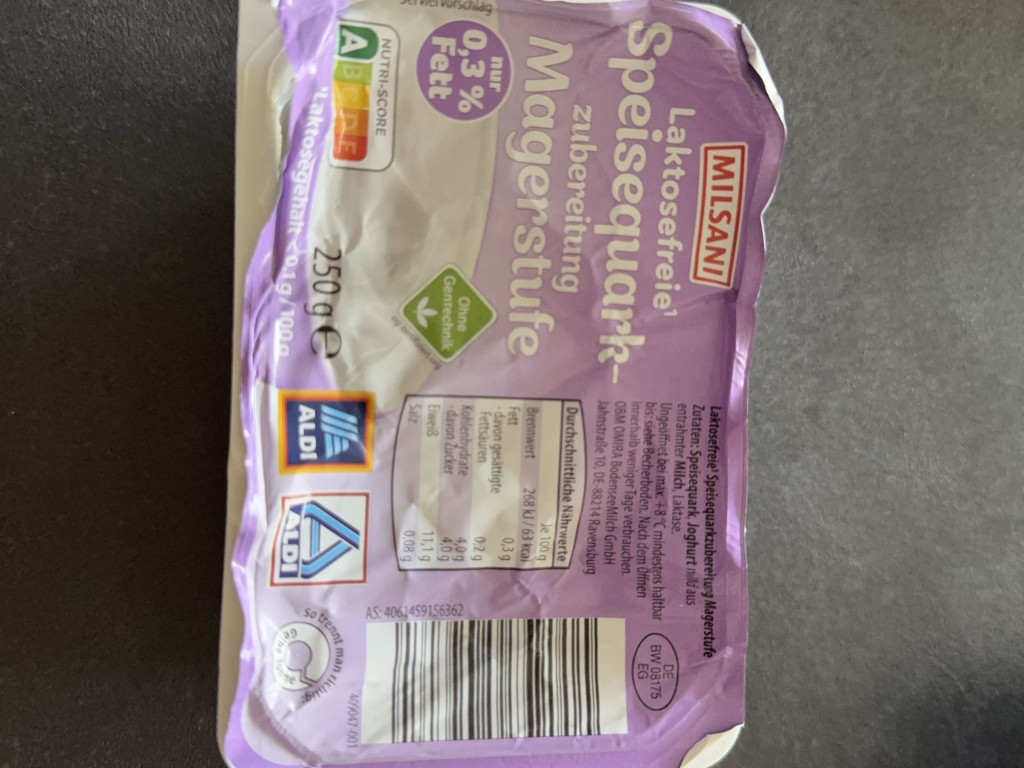 MILSANI
Laktosefreie¹
Speisequark-
zubereitung
Magerstufe
nur
0,3 %
Fett
Serviervorschlag
NUTRI-SCORE
A B C D E
Ohne
Gentechnik
250 g e
¹Laktosegehalt <0,1 g/100 g
Laktosefreie¹ Speisequarkzubereitung Magerstufe
Zutaten: Speisequark, Joghurt mild aus
entrahmter Milch, Laktase.
Ungeöffnet bei max. +8 °C mindestens haltbar
bis: siehe Becherboden. Nach dem Öffnen
innerhalb weniger Tage verbrauchen.
OBM OMIRA BodenseeMilch GmbH
Jahnstraße 10, DE-88214 Ravensburg
DE
BW 08175
EG
Durchschnittliche Nährwerte
Je 100 g
Brennwert 268 kJ / 63 kcal
Fett 0,3 g
- davon gesättigte
Fettsäuren 0,2 g
Kohlenhydrate 4,0 g
- davon Zucker 4,0 g
Eiweiß 11,1 g
Salz 0,08 g
AS: 4061459156362
ALDI
ALDI
So trennt man richtig:
409047-001